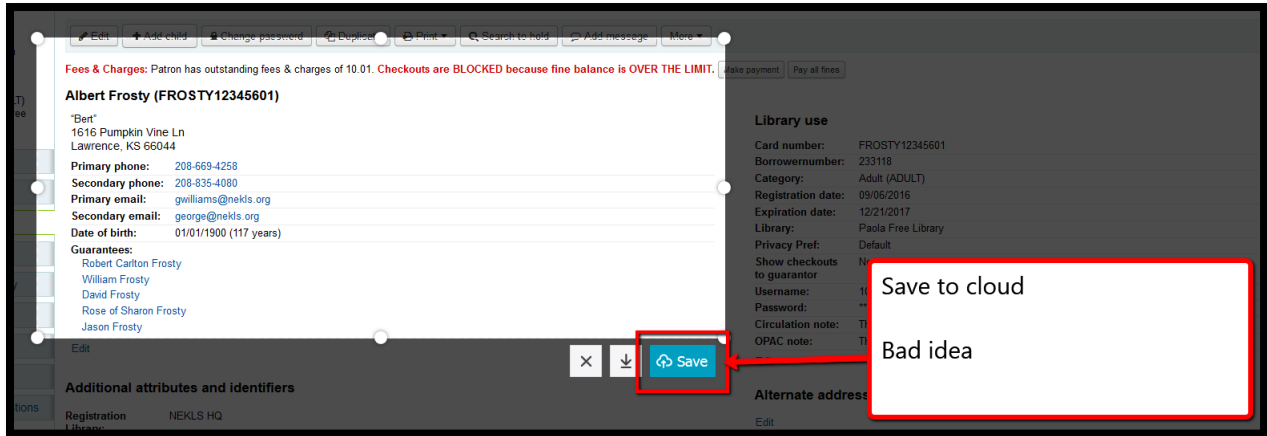 Edit Add child Change password Duplicate Print Search to hold Add message More
Fees & Charges: Patron has outstanding fees & charges of 10.01. Checkouts are BLOCKED because fine balance is OVER THE LIMIT. Make payment Pay all fines
Albert Frosty (FROSTY12345601)
"Bert"
1616 Pumpkin Vine Ln
Lawrence, KS 66044
Primary phone: 208-669-4258
Secondary phone: 208-835-4080
Primary email: gwilliams@nekls.org
Secondary email: george@nekls.org
Date of birth: 01/01/1900 (117 years)
Guarantees:
Robert Carlton Frosty
William Frosty
David Frosty
Rose of Sharon Frosty
Jason Frosty
Edit
Save
Additional attributes and identifiers
Registration NEKLS HQ
Library:
Library use
Card number: FROSTY12345601
Borrowernumber: 233118
Category: Adult (ADULT)
Registration date: 09/06/2016
Expiration date: 12/21/2017
Library: Paola Free Library
Privacy Pref: Default
Show checkouts
to guarantor
Username:
Password:
Circulation note:
OPAC note:
Save to cloud
Bad idea
Alternate
Edit